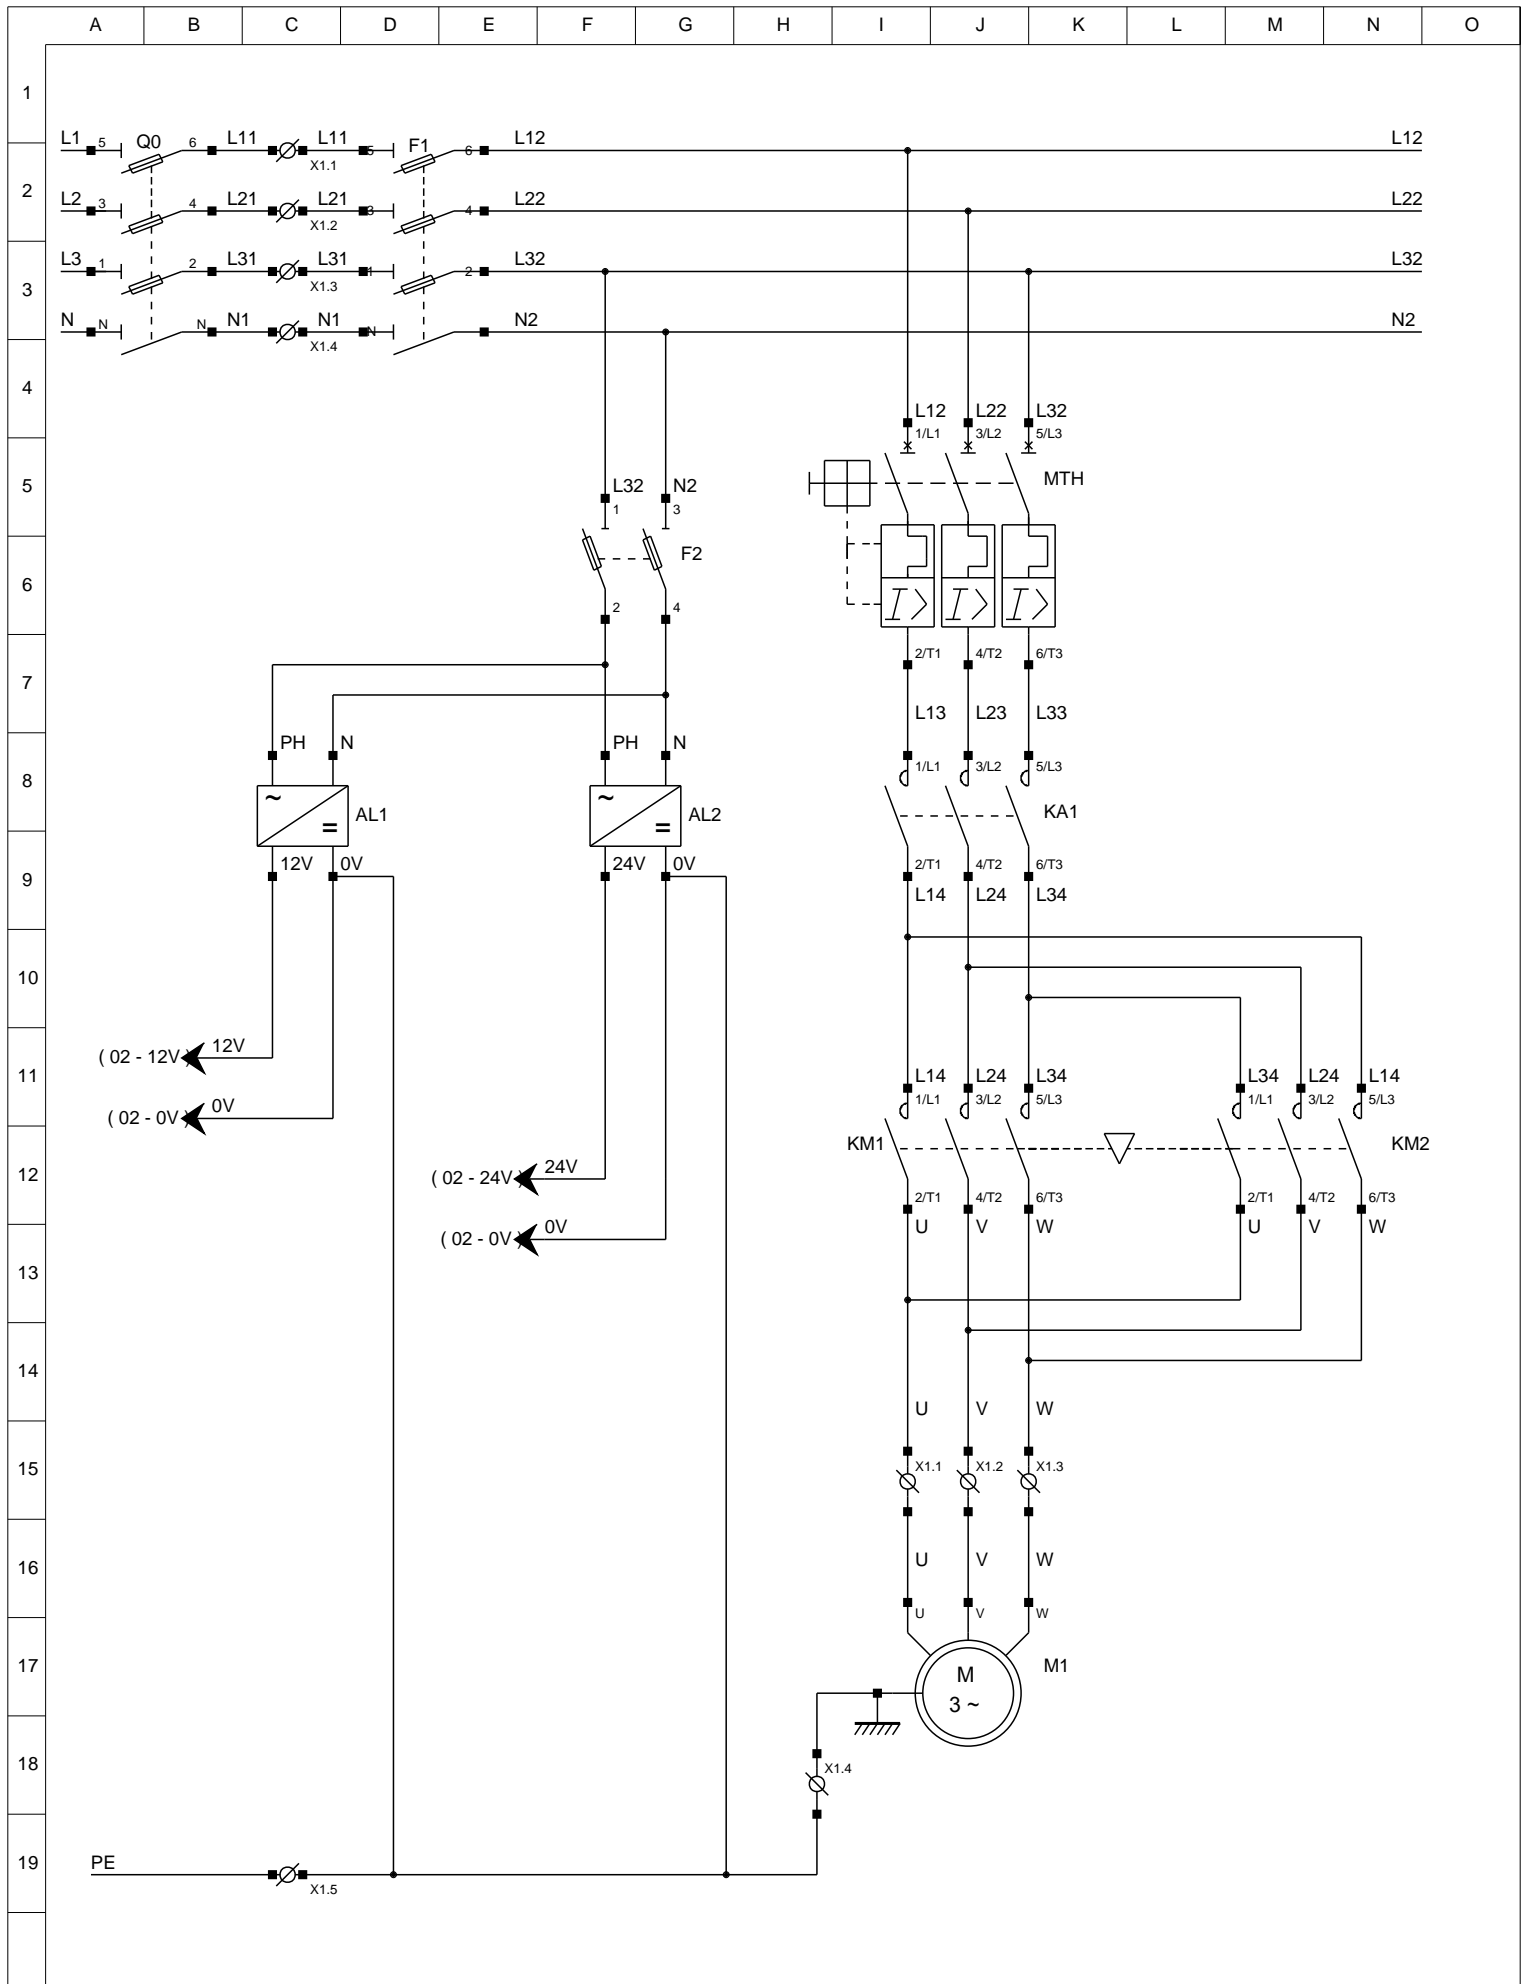 A B C D E F G H I J K L M N O
1
L1 5 Q0 6 L11 L11 5 F1 6 L12 L12
X1.1
2
L2 3 4 L21 L21 3 4 L22 L22
X1.2
L3 1 2 L31 L31 1 2 L32 L32
X1.3
3
N N N N1 N1 N N2 N2
X1.4
4
L12 L22 L32
1/L1 3/L2 5/L3
MTH
5
L32 N2
1 3
F2
I> I> I>
6
2 4
2/T1 4/T2 6/T3
7
L13 L23 L33
PH N PH N
1/L1 3/L2 5/L3
8
~ ~
AL1 AL2 KA1
= =
12V 0V 24V 0V 2/T1 4/T2 6/T3
9
L14 L24 L34
10
( 02 - 12V ) 12V
11
L14 L24 L34 L34 L24 L14
1/L1 3/L2 5/L3 1/L1 3/L2 5/L3
( 02 - 0V ) 0V
KM1 KM2
12
( 02 - 24V ) 24V
2/T1 4/T2 6/T3 2/T1 4/T2 6/T3
( 02 - 0V ) 0V U V W U V W
13
14
U V W
15
X1.1 X1.2 X1.3
16
U V W
U V W
17
M M1
3 ~
18
X1.4
19
PE
X1.5